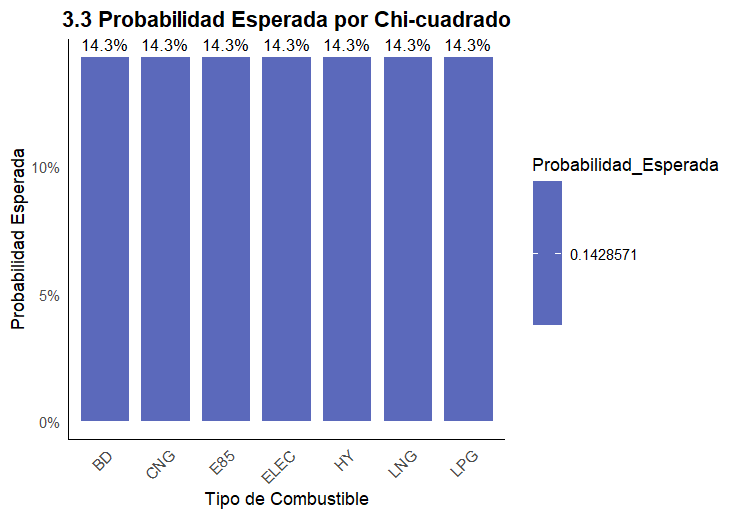 3.3 Probabilidad Esperada por Chi-cuadrado
14.3% 14.3% 14.3% 14.3% 14.3% 14.3% 14.3%
Probabilidad Esperada
10%
5%
0%
BD CNG E85 ELEC HY LNG LPG
Tipo de Combustible
Probabilidad_Esperada
0.1428571